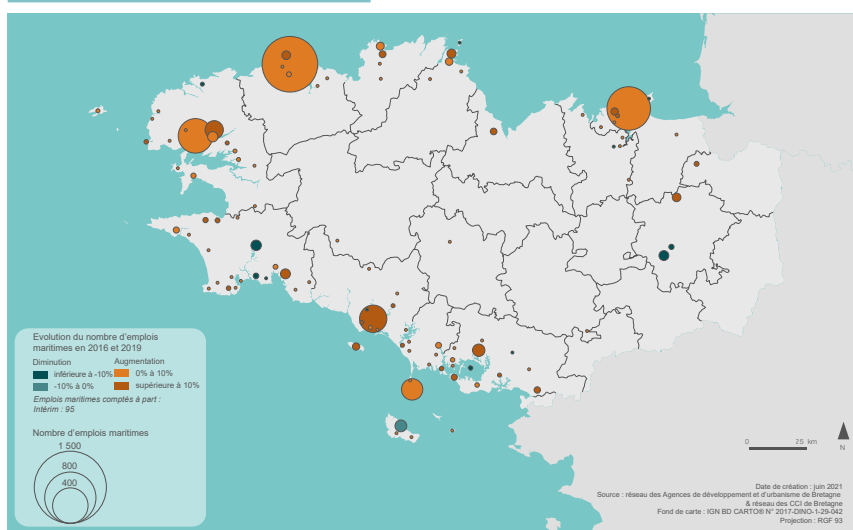 Evolution du nombre d'emplois
maritimes en 2016 et 2019
Diminution
Augmentation
inférieure à -10%
0% à 10%
-10% à 0%
supérieure à 10%
Emplois maritimes comptés à part :
Intérim : 95
Nombre d'emplois maritimes
1 500
800
400
0 25 km
N
Date de création : juin 2021
Source : réseau des Agences de développement et d'urbanisme de Bretagne
& réseau des CCI de Bretagne
Fond de carte : IGN BD CARTO® N° 2017-DINO-1-29-042
Projection : RGF 93